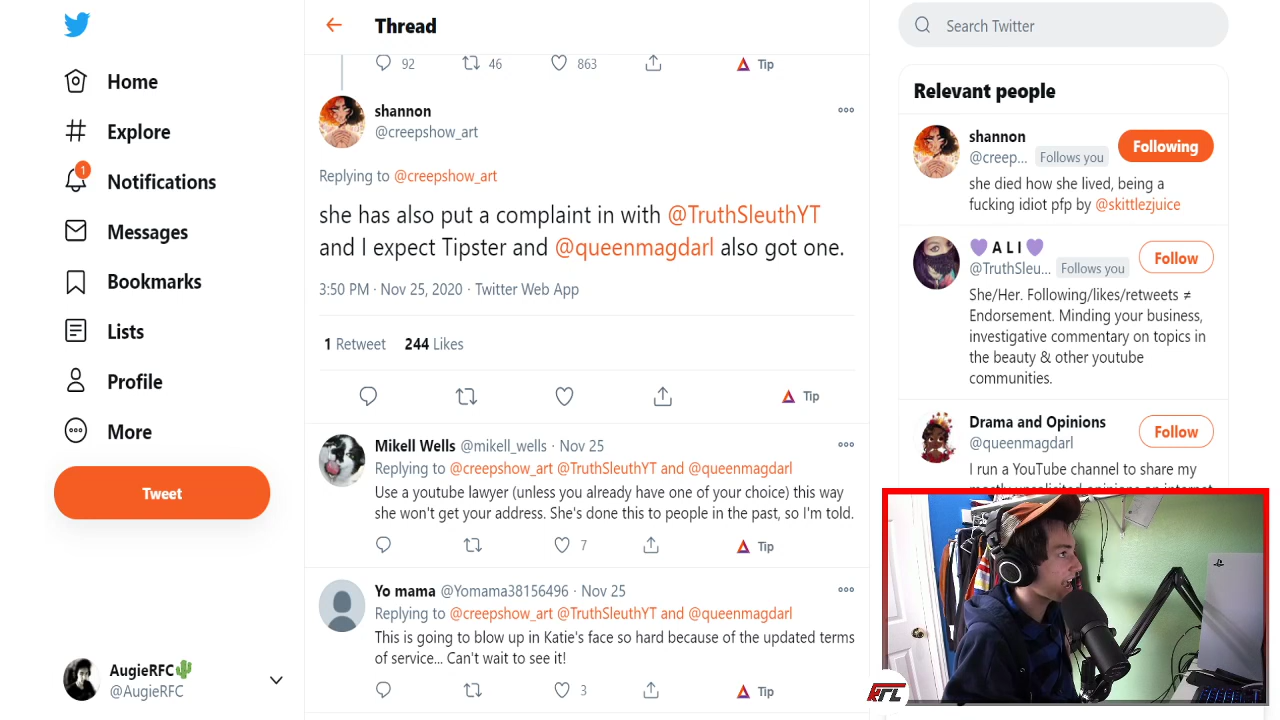 Home
Explore
1
Notifications
Messages
Bookmarks
Lists
Profile
More
Tweet
AugieRFC
@AugieRFC
Thread
92 46 863 Tip
shannon
@creepshow_art
Replying to @creepshow_art
she has also put a complaint in with @TruthSleuthYT
and I expect Tipster and @queenmagdarl also got one.
3:50 PM · Nov 25, 2020 · Twitter Web App
1 Retweet 244 Likes
Tip
Mikell Wells @mikell_wells · Nov 25
Replying to @creepshow_art @TruthSleuthYT and @queenmagdarl
Use a youtube lawyer (unless you already have one of your choice) this way
she won't get your address. She's done this to people in the past, so I'm told.
7 Tip
Yo mama @Yomama38156496 · Nov 25
Replying to @creepshow_art @TruthSleuthYT and @queenmagdarl
This is going to blow up in Katie's face so hard because of the updated terms
of service... Can't wait to see it!
3 Tip
Search Twitter
Relevant people
shannon
@creep... Follows you
Following
she died how she lived, being a
fucking idiot pfp by @skittlezjuice
A L I
@TruthSleu... Follows you
Follow
She/Her. Following/likes/retweets ≠
Endorsement. Minding your business,
investigative commentary on topics in
the beauty & other youtube
communities.
Drama and Opinions
@queenmagdarl
Follow
I run a YouTube channel to share my
mostly unsolicited opinions on internet